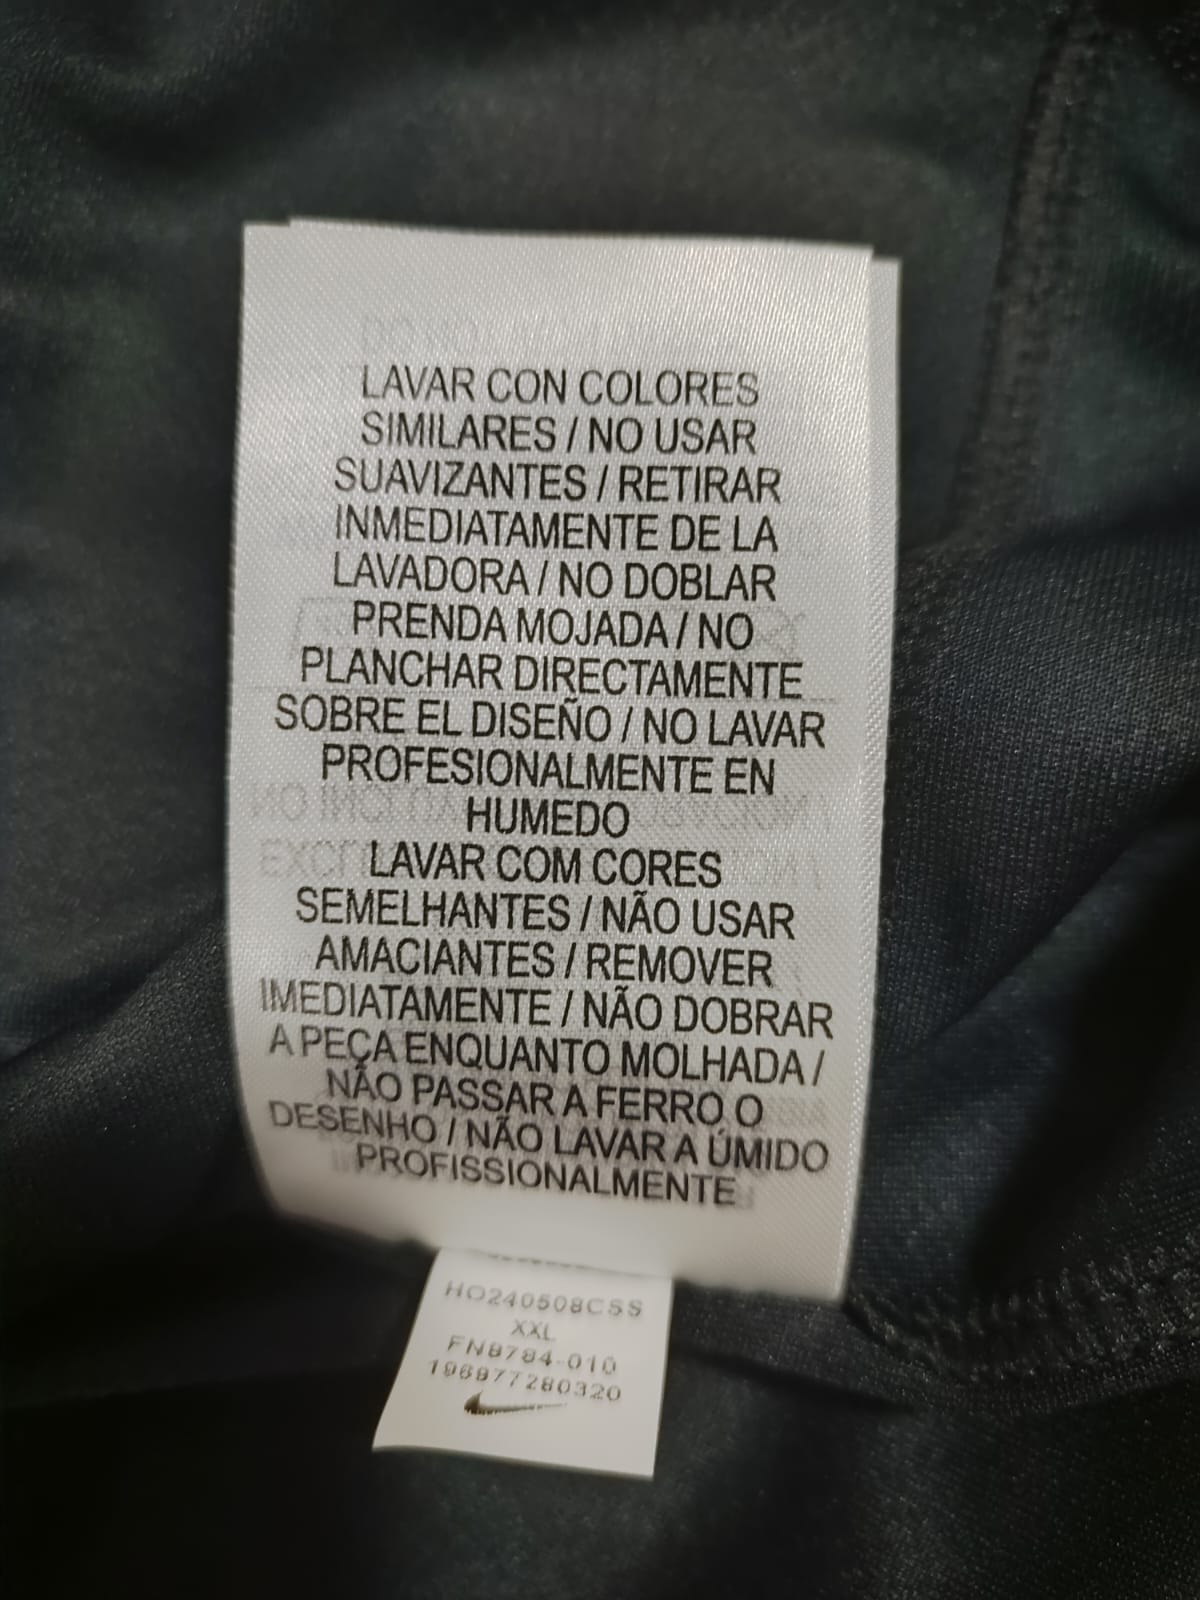 LAVAR CON COLORES
SIMILARES / NO USAR
SUAVIZANTES / RETIRAR
INMEDIATAMENTE DE LA
LAVADORA / NO DOBLAR
PRENDA MOJADA / NO
PLANCHAR DIRECTAMENTE
SOBRE EL DISEÑO / NO LAVAR
PROFESIONALMENTE EN
HUMEDO
LAVAR COM CORES
SEMELHANTES / NÃO USAR
AMACIANTES / REMOVER
IMEDIATAMENTE / NÃO DOBRAR
A PEÇA ENQUANTO MOLHADA /
NÃO PASSAR A FERRO O
DESENHO / NÃO LAVAR A ÚMIDO
PROFISSIONALMENTE
HO240508CSS
XXL
FN8784-010
196977280320